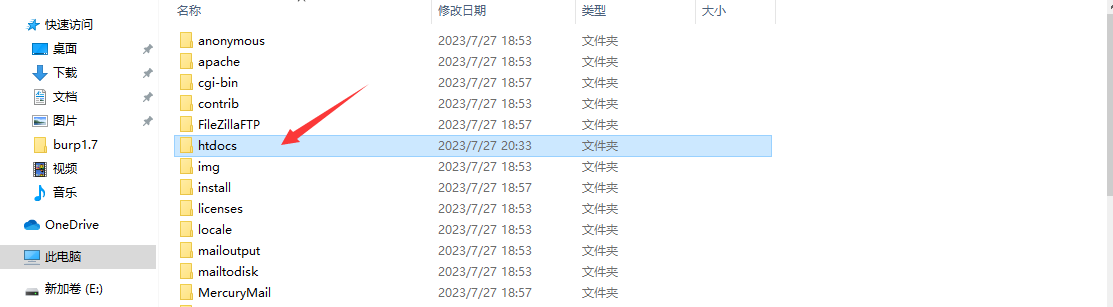 快速访问
桌面
下载
文档
图片
burp1.7
视频
音乐
OneDrive
此电脑
新加卷 (E:)
名称 修改日期 类型 大小
anonymous 2023/7/27 18:53 文件夹
apache 2023/7/27 18:53 文件夹
cgi-bin 2023/7/27 18:57 文件夹
contrib 2023/7/27 18:53 文件夹
FileZillaFTP 2023/7/27 18:57 文件夹
htdocs 2023/7/27 20:33 文件夹
img 2023/7/27 18:53 文件夹
install 2023/7/27 18:57 文件夹
licenses 2023/7/27 18:53 文件夹
locale 2023/7/27 18:53 文件夹
mailoutput 2023/7/27 18:53 文件夹
mailtodisk 2023/7/27 18:53 文件夹
MercuryMail 2023/7/27 18:57 文件夹